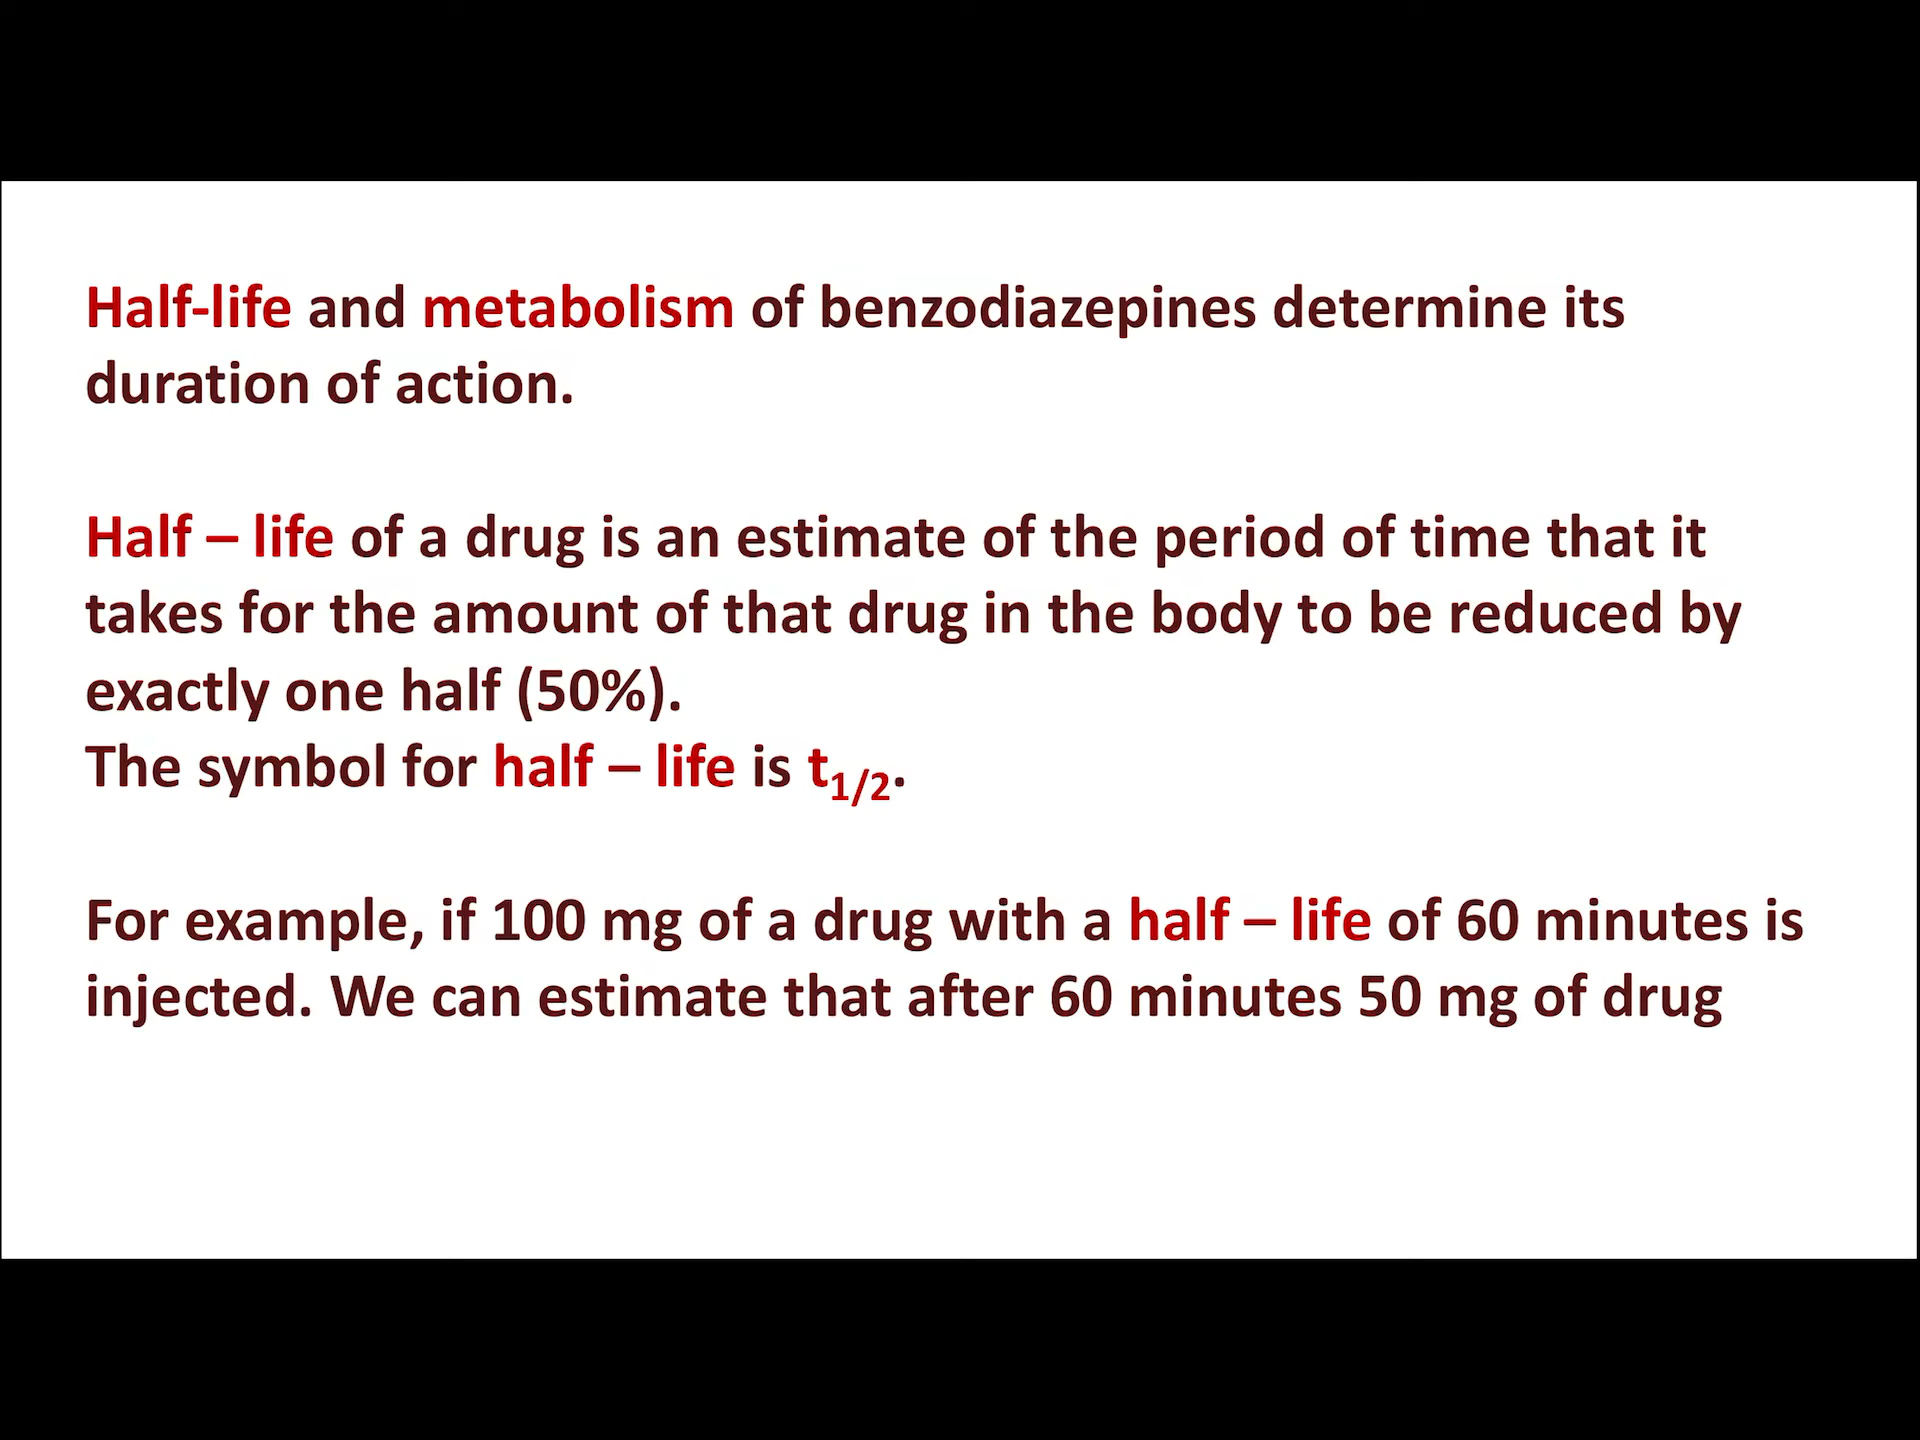 Half-life and metabolism of benzodiazepines determine its
duration of action.
Half – life of a drug is an estimate of the period of time that it
takes for the amount of that drug in the body to be reduced by
exactly one half (50%).
The symbol for half – life is t1/2.
For example, if 100 mg of a drug with a half – life of 60 minutes is
injected. We can estimate that after 60 minutes 50 mg of drug